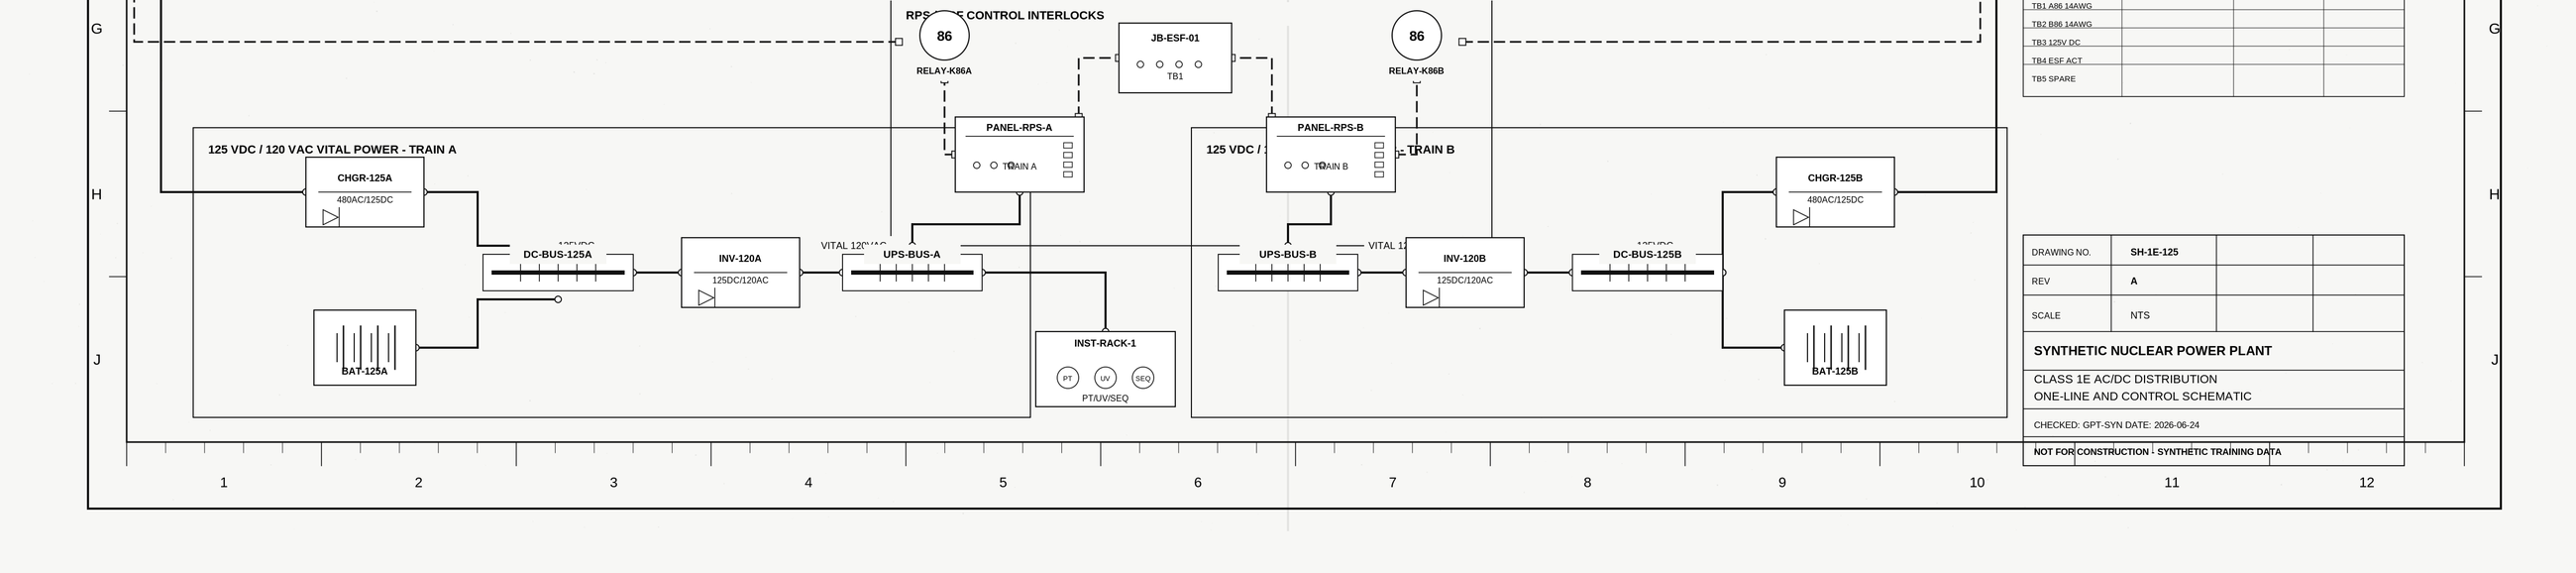 G
RPS CONTROL INTERLOCKS
86
RELAY-K86A
JB-ESF-01
TB1
86
RELAY-K86B
TB1 A86 14AWG
TB2 B86 14AWG
TB3 125V DC
TB4 ESF ACT
TB5 SPARE
G
125 VDC / 120 VAC VITAL POWER - TRAIN A
PANEL-RPS-A
TRAIN A
125 VDC / - TRAIN B
PANEL-RPS-B
TRAIN B
H
CHGR-125A
480AC/125DC
CHGR-125B
480AC/125DC
H
125VDC
DC-BUS-125A
INV-120A
125DC/120AC
VITAL 120VAC
UPS-BUS-A
UPS-BUS-B
VITAL
INV-120B
125DC/120AC
125VDC
DC-BUS-125B
DRAWING NO. SH-1E-125
REV A
SCALE NTS
J
BAT-125A
INST-RACK-1
PT UV SEQ
PT/UV/SEQ
BAT-125B
J
SYNTHETIC NUCLEAR POWER PLANT
CLASS 1E AC/DC DISTRIBUTION
ONE-LINE AND CONTROL SCHEMATIC
CHECKED: GPT-SYN DATE: 2026-06-24
NOT FOR CONSTRUCTION - SYNTHETIC TRAINING DATA
1 2 3 4 5 6 7 8 9 10 11 12